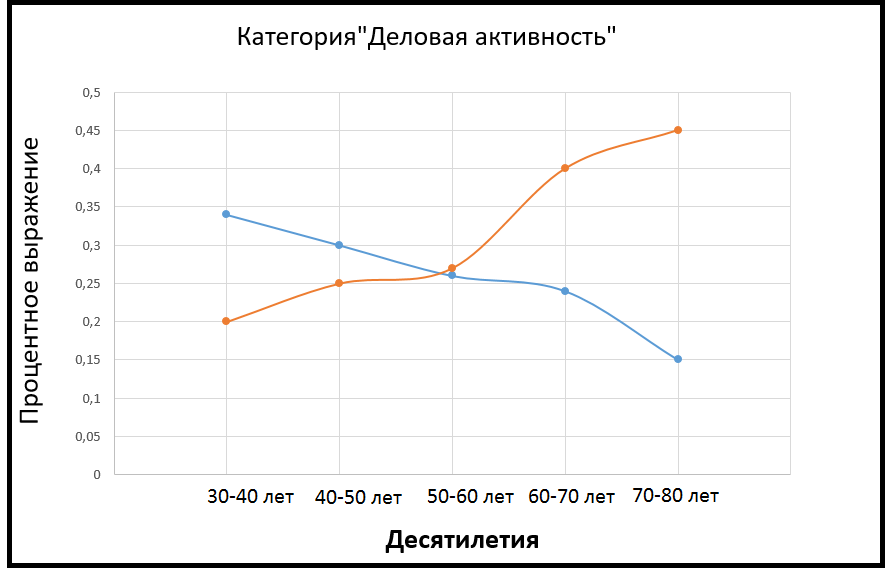 Категория"Деловая активность"
Процентное выражение
0,5
0,45
0,4
0,35
0,3
0,25
0,2
0,15
0,1
0,05
0
30-40 лет 40-50 лет 50-60 лет 60-70 лет 70-80 лет
Десятилетия